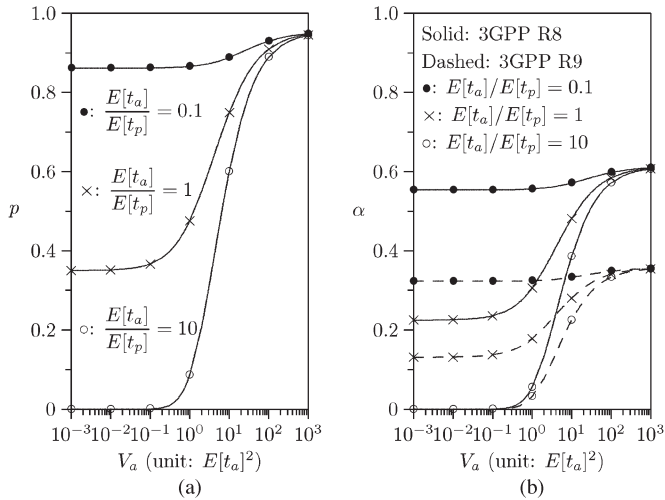 1.0
0.8
0.6
0.4
0.2
0
p
●: E[t_a]/E[t_p] = 0.1
×: E[t_a]/E[t_p] = 1
○: E[t_a]/E[t_p] = 10
10^−3 10^−2 10^−1 10^0 10^1 10^2 10^3
V_a (unit: E[t_a]^2)
(a)
1.0
0.8
0.6
0.4
0.2
0
α
Solid: 3GPP R8
Dashed: 3GPP R9
●: E[t_a]/E[t_p] = 0.1
×: E[t_a]/E[t_p] = 1
○: E[t_a]/E[t_p] = 10
10^−3 10^−2 10^−1 10^0 10^1 10^2 10^3
V_a (unit: E[t_a]^2)
(b)